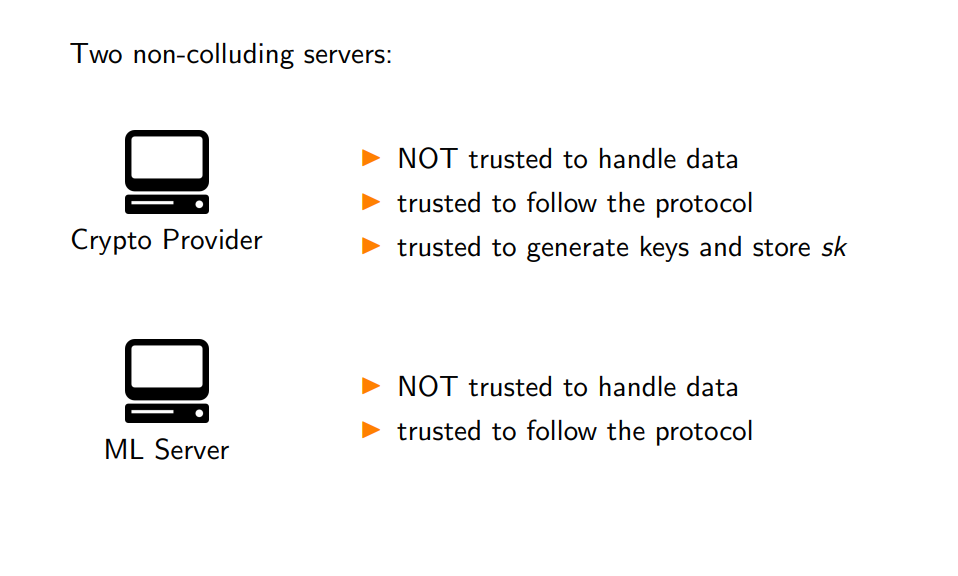 Two non-colluding servers:
NOT trusted to handle data
trusted to follow the protocol
trusted to generate keys and store sk
Crypto Provider
NOT trusted to handle data
trusted to follow the protocol
ML Server